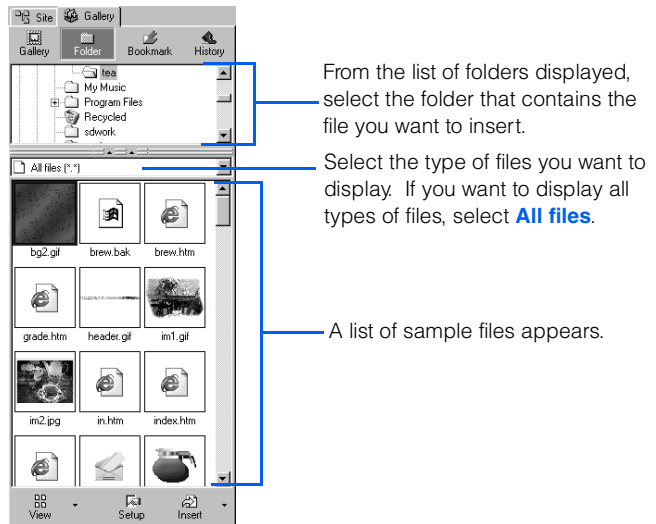 Site Gallery
Gallery Folder Bookmark History
tea
My Music
Program Files
Recycled
sdwork
All files (*.*)
bg2.gif brew.bak brew.htm
grade.htm header.gif im1.gif
im2.jpg in.htm index.htm
View Setup Insert
From the list of folders displayed,
select the folder that contains the
file you want to insert.
Select the type of files you want to
display. If you want to display all
types of files, select All files.
A list of sample files appears.